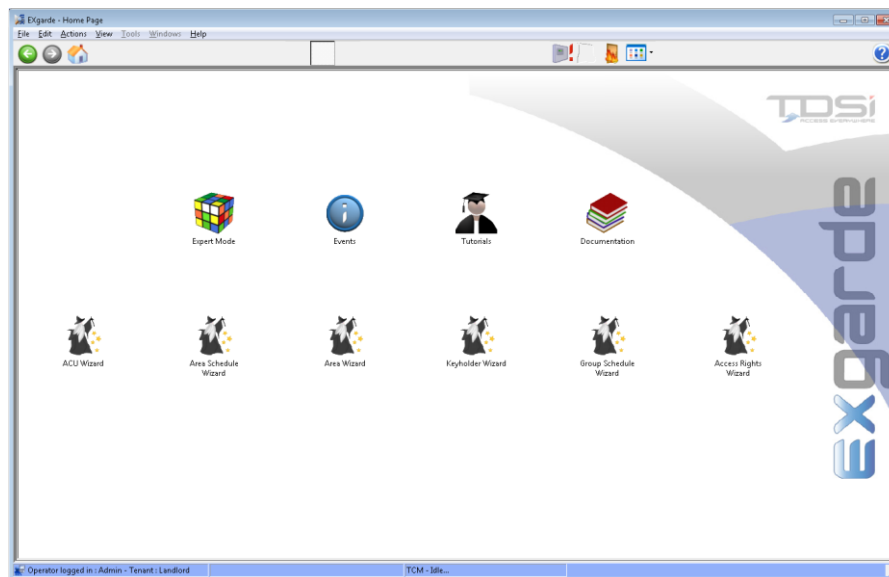 EXgarde - Home Page
File Edit Actions View Tools Windows Help
TDSi
ACCESS EVERYWHERE
Expert Mode
Events
Tutorials
Documentation
ACU Wizard
Area Schedule
Wizard
Area Wizard
Keyholder Wizard
Group Schedule
Wizard
Access Rights
Wizard
EXgarde
Operator logged in : Admin - Tenant : Landlord
TCM - Idle...